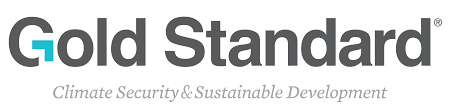 Gold Standard®
Climate Security & Sustainable Development